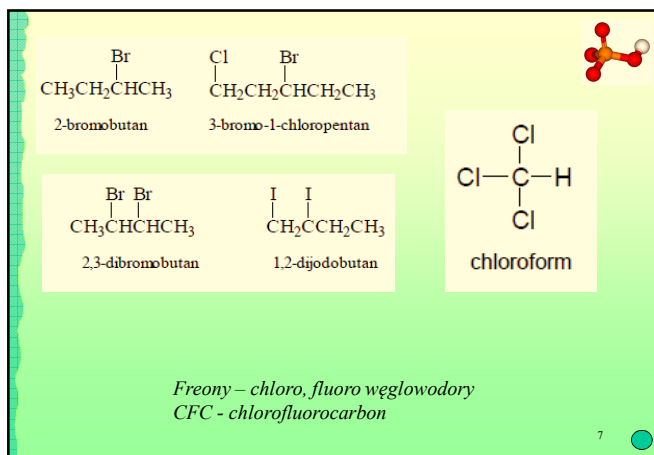 Br
CH3CH2CHCH3
2-bromobutan
Cl Br
CH2CH2CHCH2CH3
3-bromo-1-chloropentan
Br Br
CH3CHCHCH3
2,3-dibromobutan
I I
CH2CCH2CH3
1,2-dijodobutan
Cl
Cl—C—H
Cl
chloroform
Freony – chloro, fluoro węglowodory
CFC - chlorofluorocarbon
7